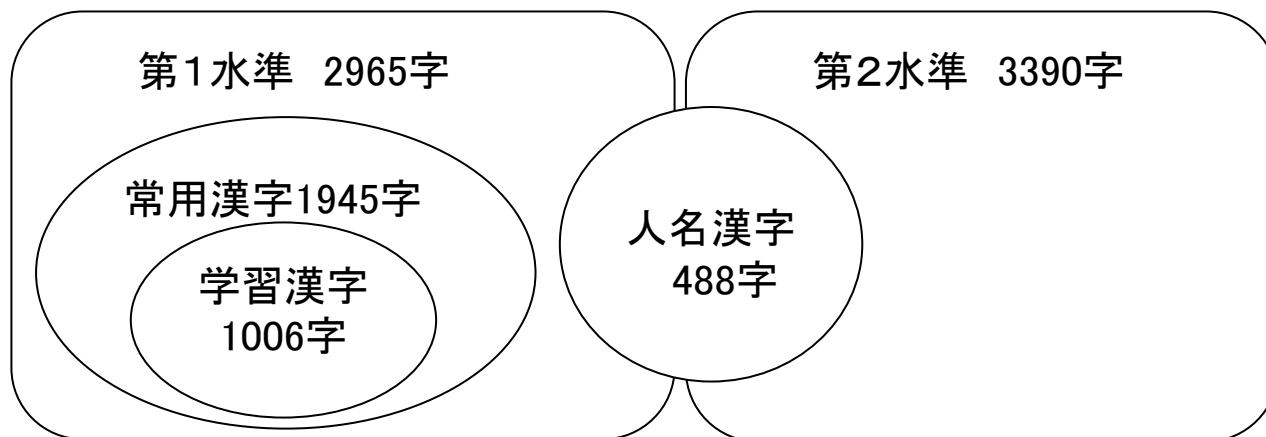 第１水準　2965字
第２水準　3390字
常用漢字1945字
学習漢字
1006字
人名漢字
488字